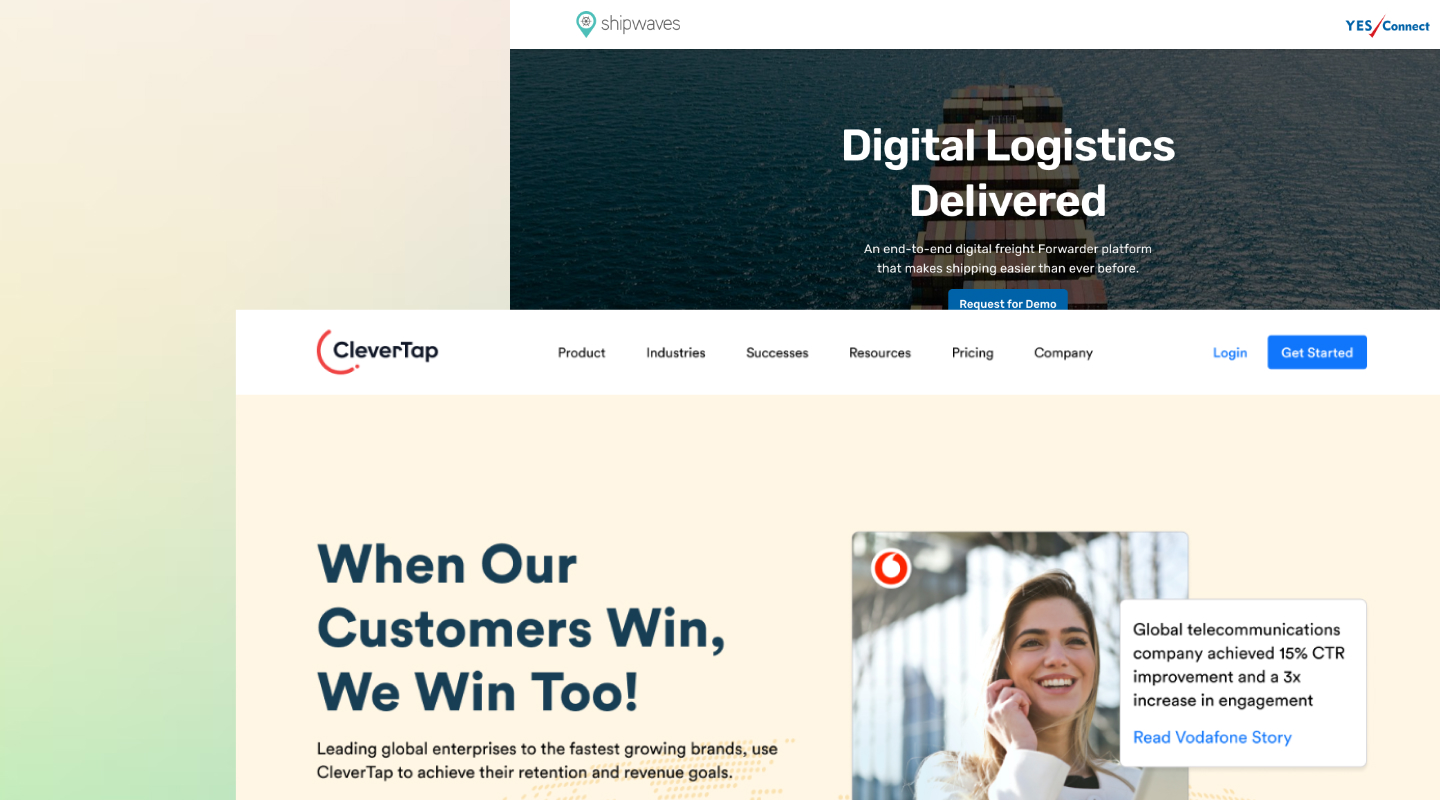 shipwaves
YES Connect
Digital Logistics
Delivered
An end-to-end digital freight Forwarder platform
that makes shipping easier than ever before.
Request for Demo
CleverTap
Product
Industries
Successes
Resources
Pricing
Company
Login
Get Started
When Our
Customers Win,
We Win Too!
Leading global enterprises to the fastest growing brands, use
CleverTap to achieve their retention and revenue goals.
Global telecommunications
company achieved 15% CTR
improvement and a 3x
increase in engagement
Read Vodafone Story